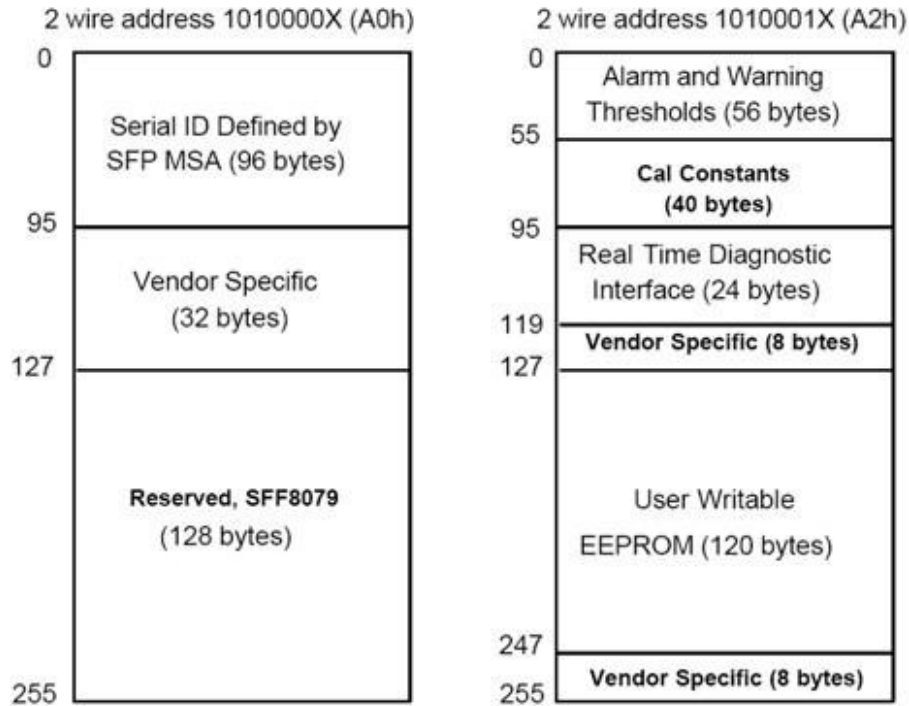 2 wire address 1010000X (A0h)
0
Serial ID Defined by
SFP MSA (96 bytes)
95
Vendor Specific
(32 bytes)
127
Reserved, SFF8079
(128 bytes)
255
2 wire address 1010001X (A2h)
0
Alarm and Warning
Thresholds (56 bytes)
55
Cal Constants
(40 bytes)
95
Real Time Diagnostic
Interface (24 bytes)
119
Vendor Specific (8 bytes)
127
User Writable
EEPROM (120 bytes)
247
Vendor Specific (8 bytes)
255